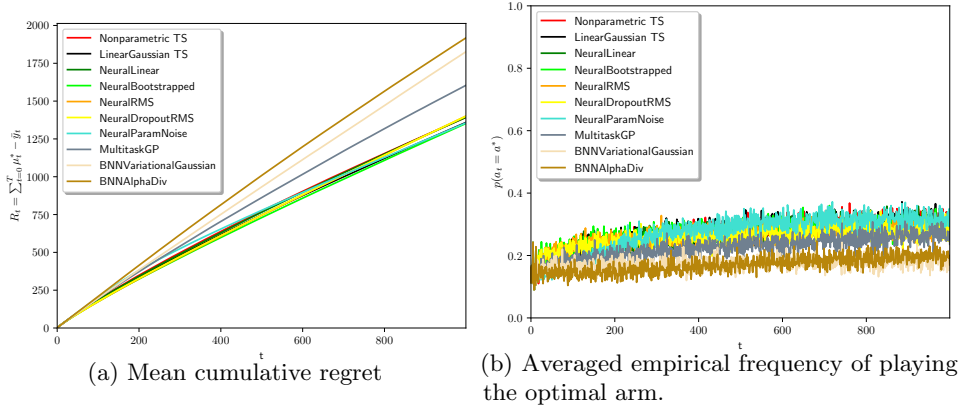 2000
1750
1500
1250
1000
750
500
250
0
R_t = \sum_{t=0}^{T} \mu_t^* - \bar{y}_t
Nonparametric TS
LinearGaussian TS
NeuralLinear
NeuralBootstrapped
NeuralRMS
NeuralDropoutRMS
NeuralParamNoise
MultitaskGP
BNNVariationalGaussian
BNNAlphaDiv
0 200 400 600 800
t
(a) Mean cumulative regret
1.0
0.8
0.6
0.4
0.2
0.0
p(a_t = a^*)
Nonparametric TS
LinearGaussian TS
NeuralLinear
NeuralBootstrapped
NeuralRMS
NeuralDropoutRMS
NeuralParamNoise
MultitaskGP
BNNVariationalGaussian
BNNAlphaDiv
0 200 400 600 800
t
(b) Averaged empirical frequency of playing
the optimal arm.